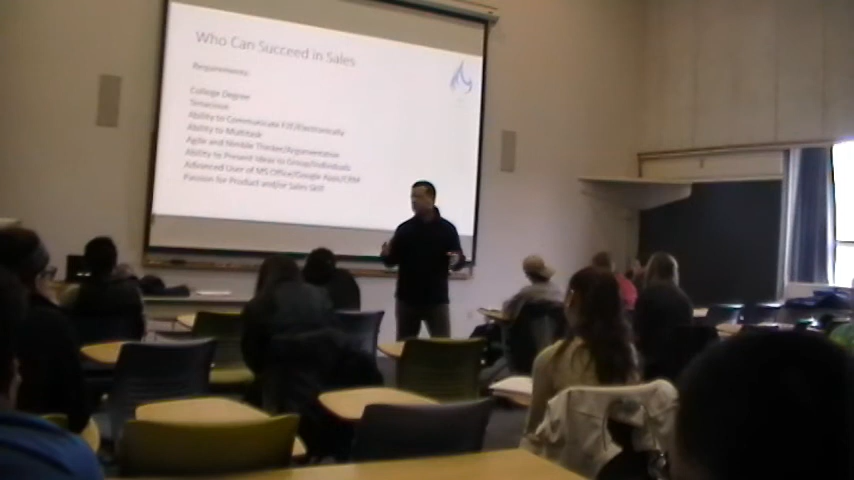 Who Can Succeed in Sales
Requirements:
College Degree
Tenacious
Ability to Communicate F2F/Electronically
Ability to Multitask
Agile and Nimble Thinker/Argumentative
Ability to Present Ideas to Group/Individuals
Advanced User of MS Office/Google Apps/CRM
Passion for Product and/or Sales Skill